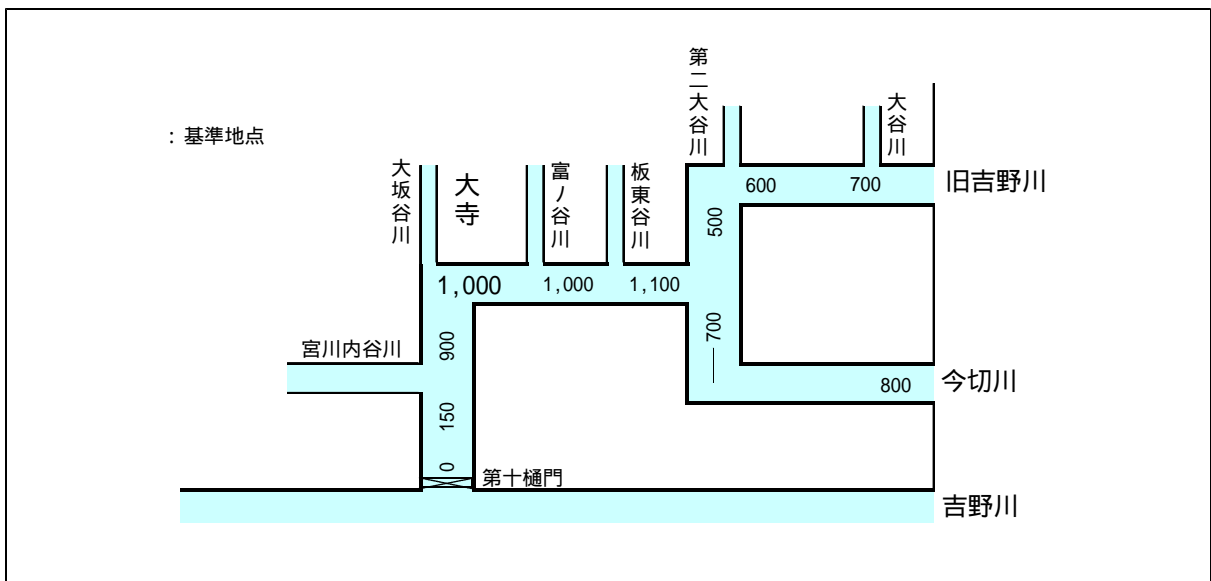 第二大谷川
大谷川
：基準地点
大坂谷川
大寺
富ノ谷川
板東谷川
600
700
旧吉野川
500
1,000
1,000
1,100
900
700
宮川内谷川
800
今切川
150
0
第十樋門
吉野川